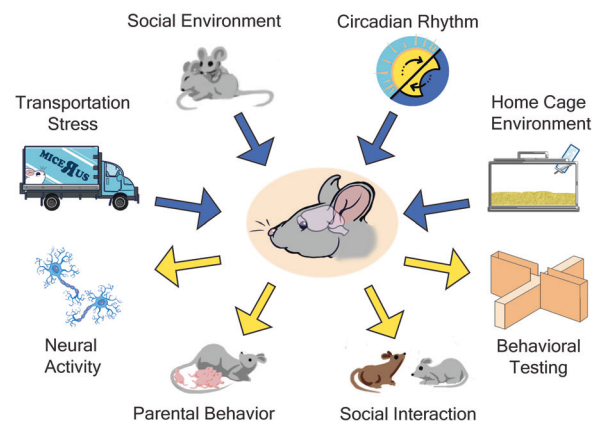 Social Environment
Circadian Rhythm
Transportation
Stress
Home Cage
Environment
MICE R US
Neural
Activity
Behavioral
Testing
Parental Behavior
Social Interaction